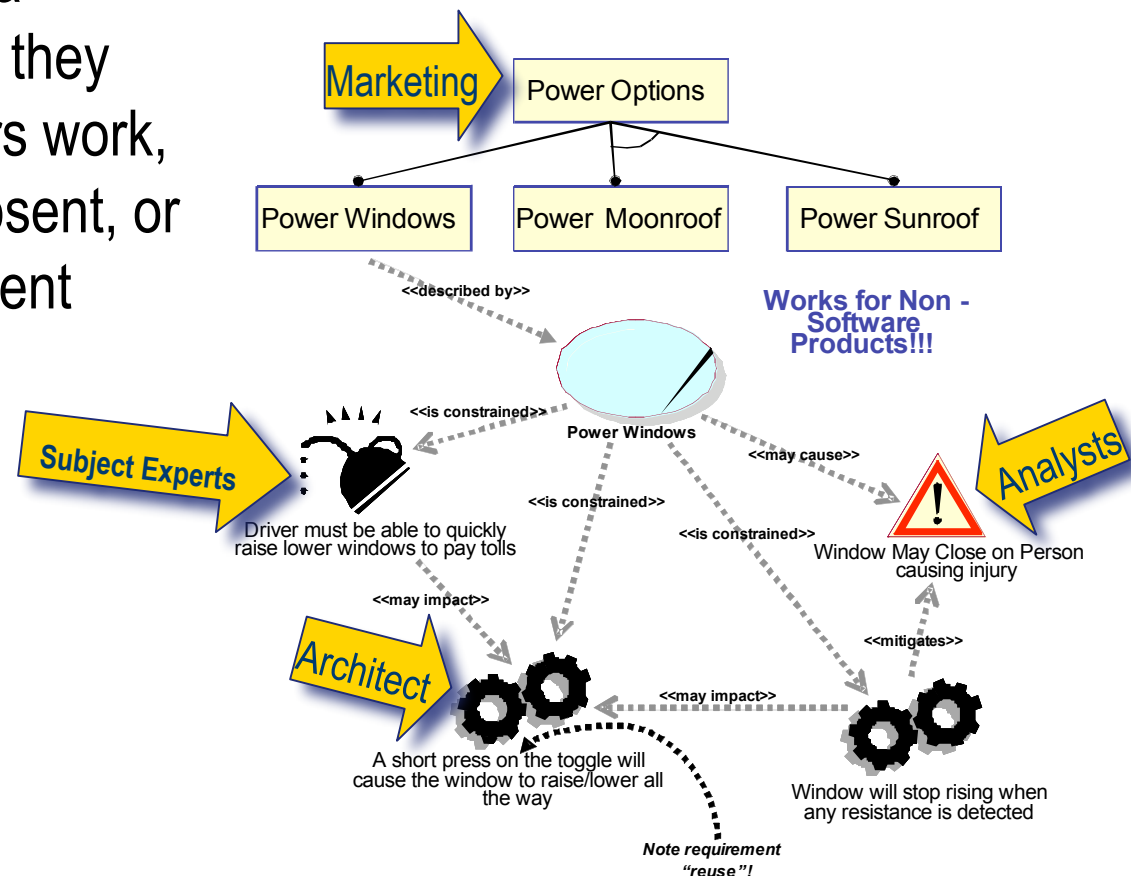 they
rs work,
osent, or
ent
Marketing
Power Options
Power Windows
Power Moonroof
Power Sunroof
<<described by>>
Works for Non -
Software
Products!!!
Power Windows
<<is constrained>>
<<may cause>>
Subject Experts
Analysts
<<is constrained>>
Driver must be able to quickly
raise lower windows to pay tolls
<<is constrained>>
Window May Close on Person
causing injury
<<may impact>>
Architect
<<mitigates>>
<<may impact>>
A short press on the toggle will
cause the window to raise/lower all
the way
Window will stop rising when
any resistance is detected
Note requirement
“reuse”!